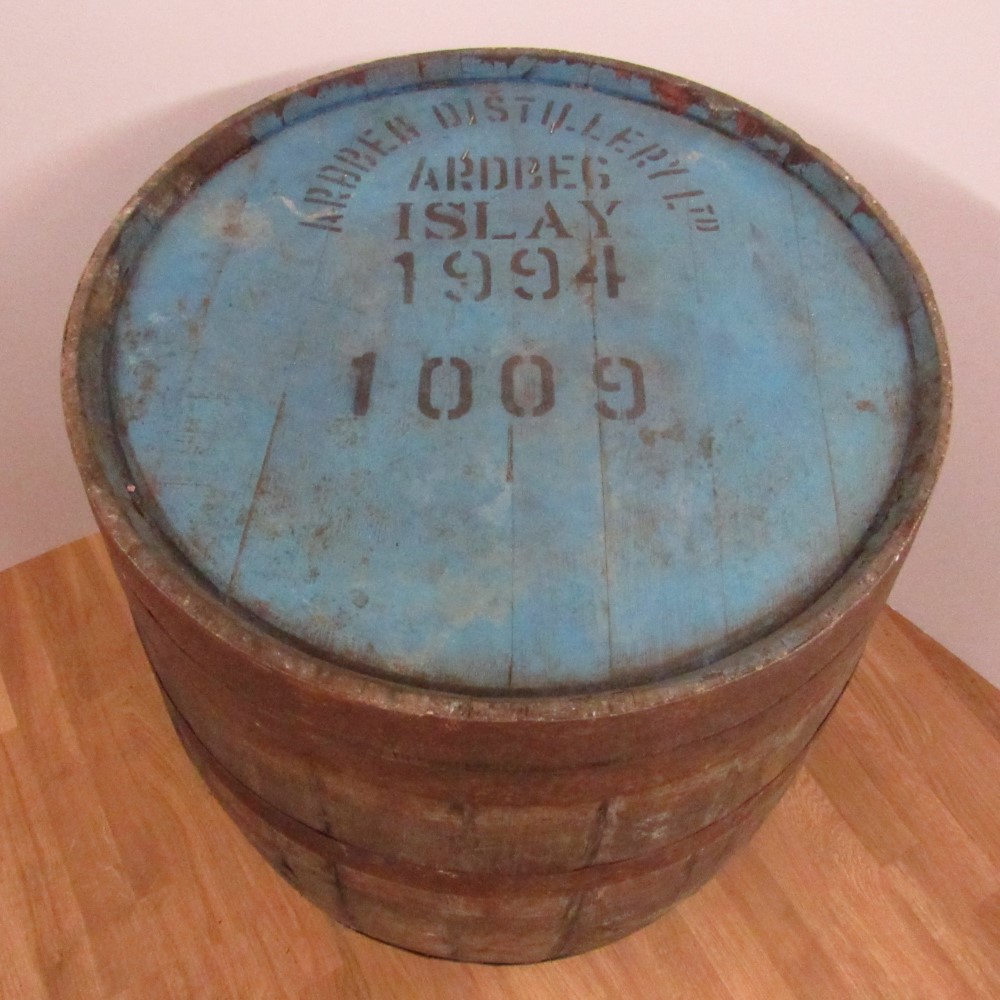 ARDBEG DISTILLERY LTD
ARDBEG
ISLAY
1994
1009